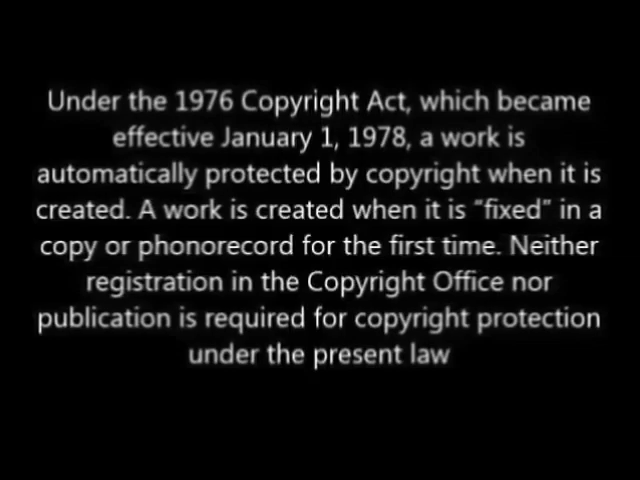 Under the 1976 Copyright Act, which became
effective January 1, 1978, a work is
automatically protected by copyright when it is
created. A work is created when it is “fixed” in a
copy or phonorecord for the first time. Neither
registration in the Copyright Office nor
publication is required for copyright protection
under the present law